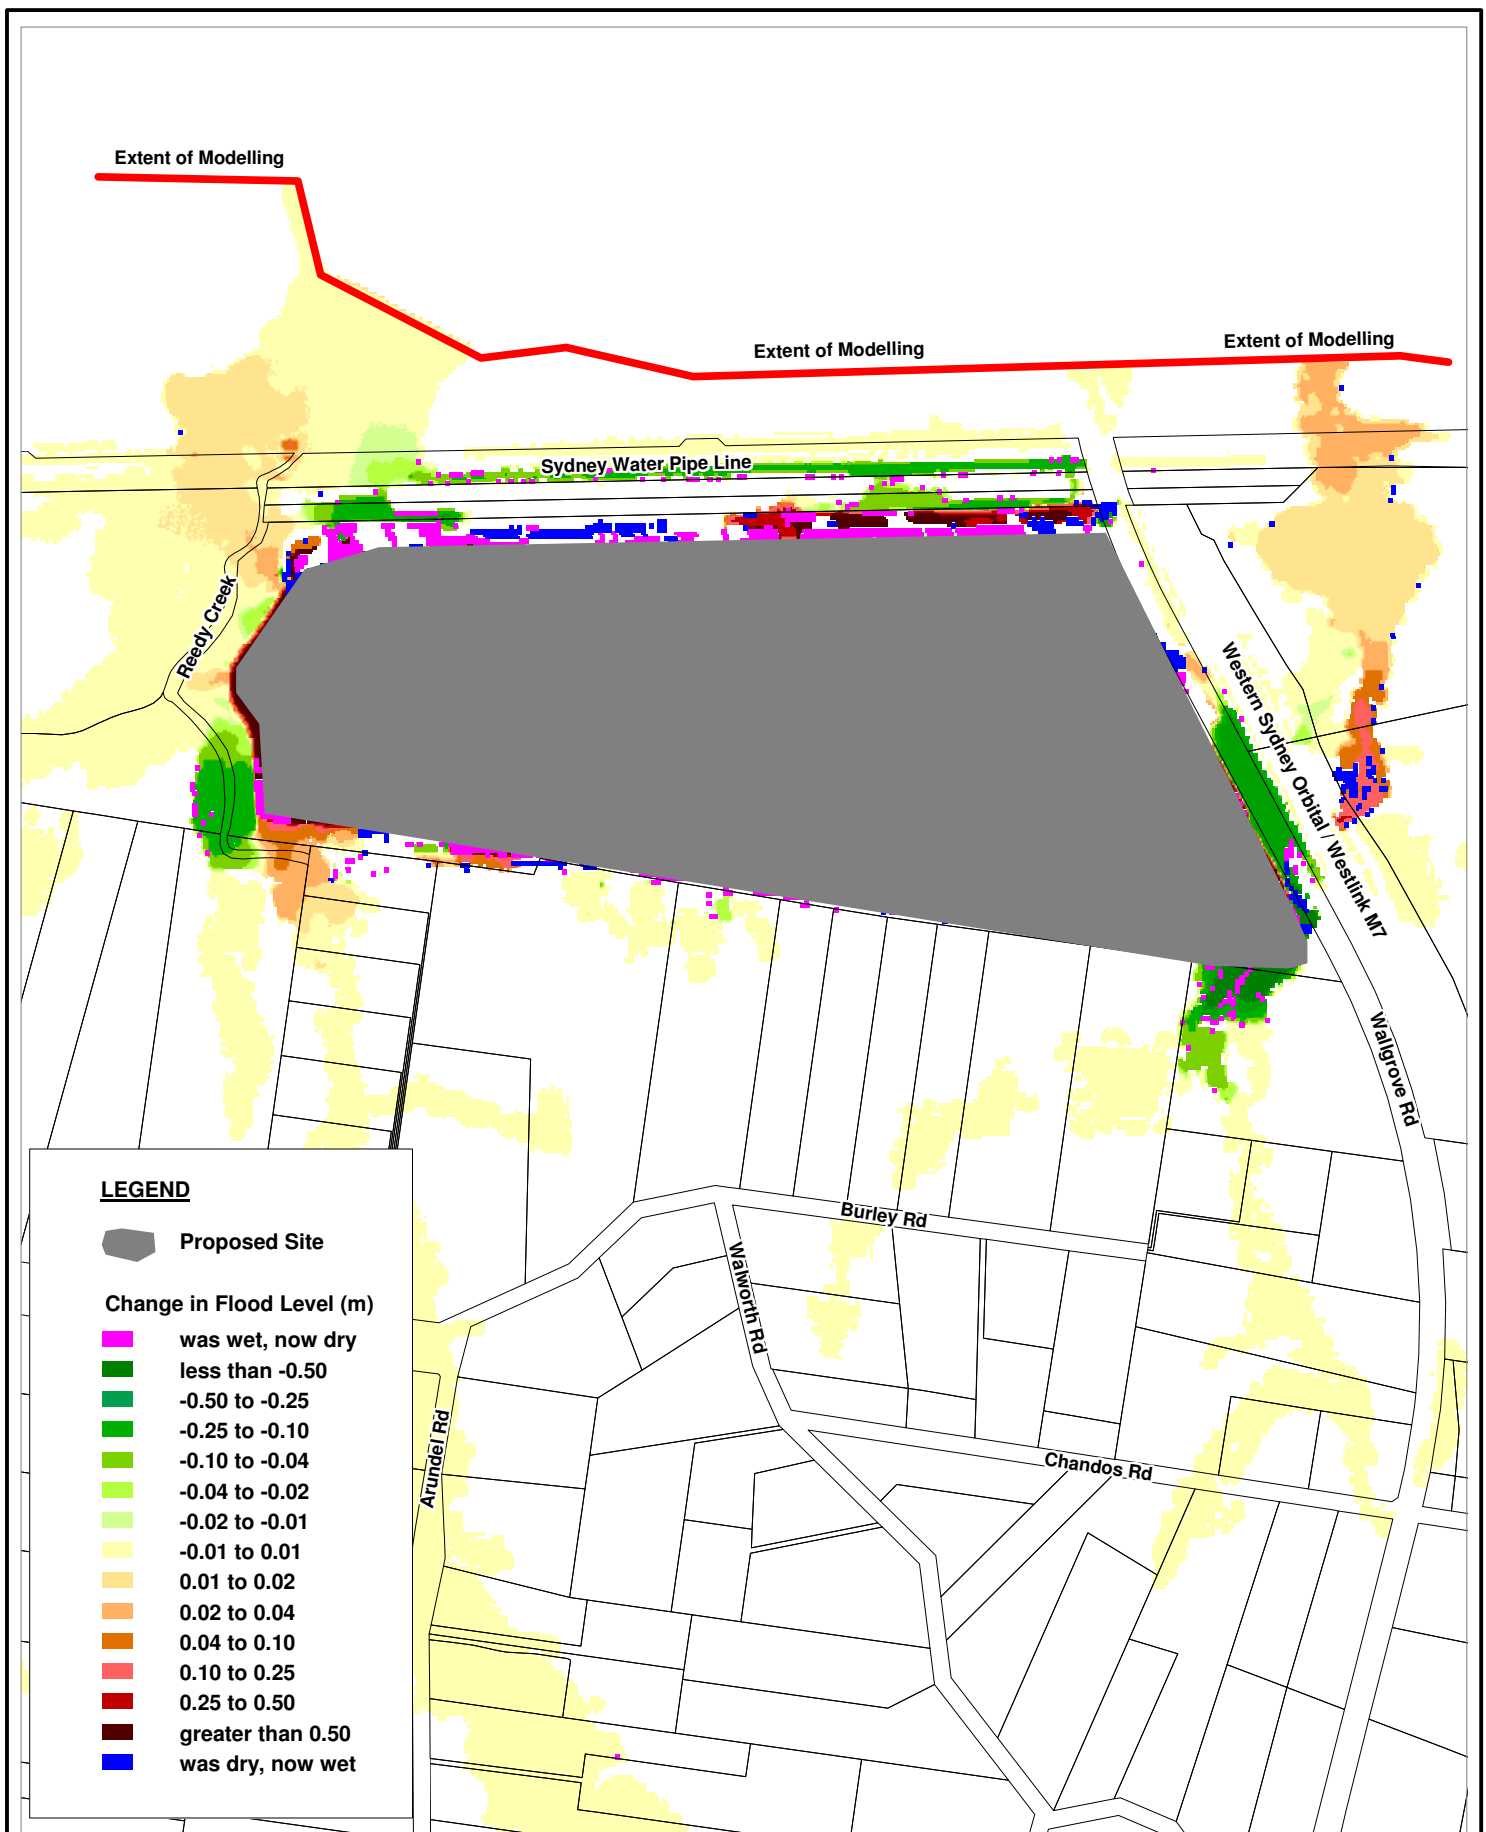 Extent of Modelling
Extent of Modelling
Extent of Modelling
Sydney Water Pipe Line
Reedy Creek
Western Sydney Orbital / Westlink M7
Wallgrove Rd
Burley Rd
Walworth Rd
Arundel Rd
Chandos Rd
LEGEND
Proposed Site
Change in Flood Level (m)
was wet, now dry
less than -0.50
-0.50 to -0.25
-0.25 to -0.10
-0.10 to -0.04
-0.04 to -0.02
-0.02 to -0.01
-0.01 to 0.01
0.01 to 0.02
0.02 to 0.04
0.04 to 0.10
0.10 to 0.25
0.25 to 0.50
greater than 0.50
was dry, now wet